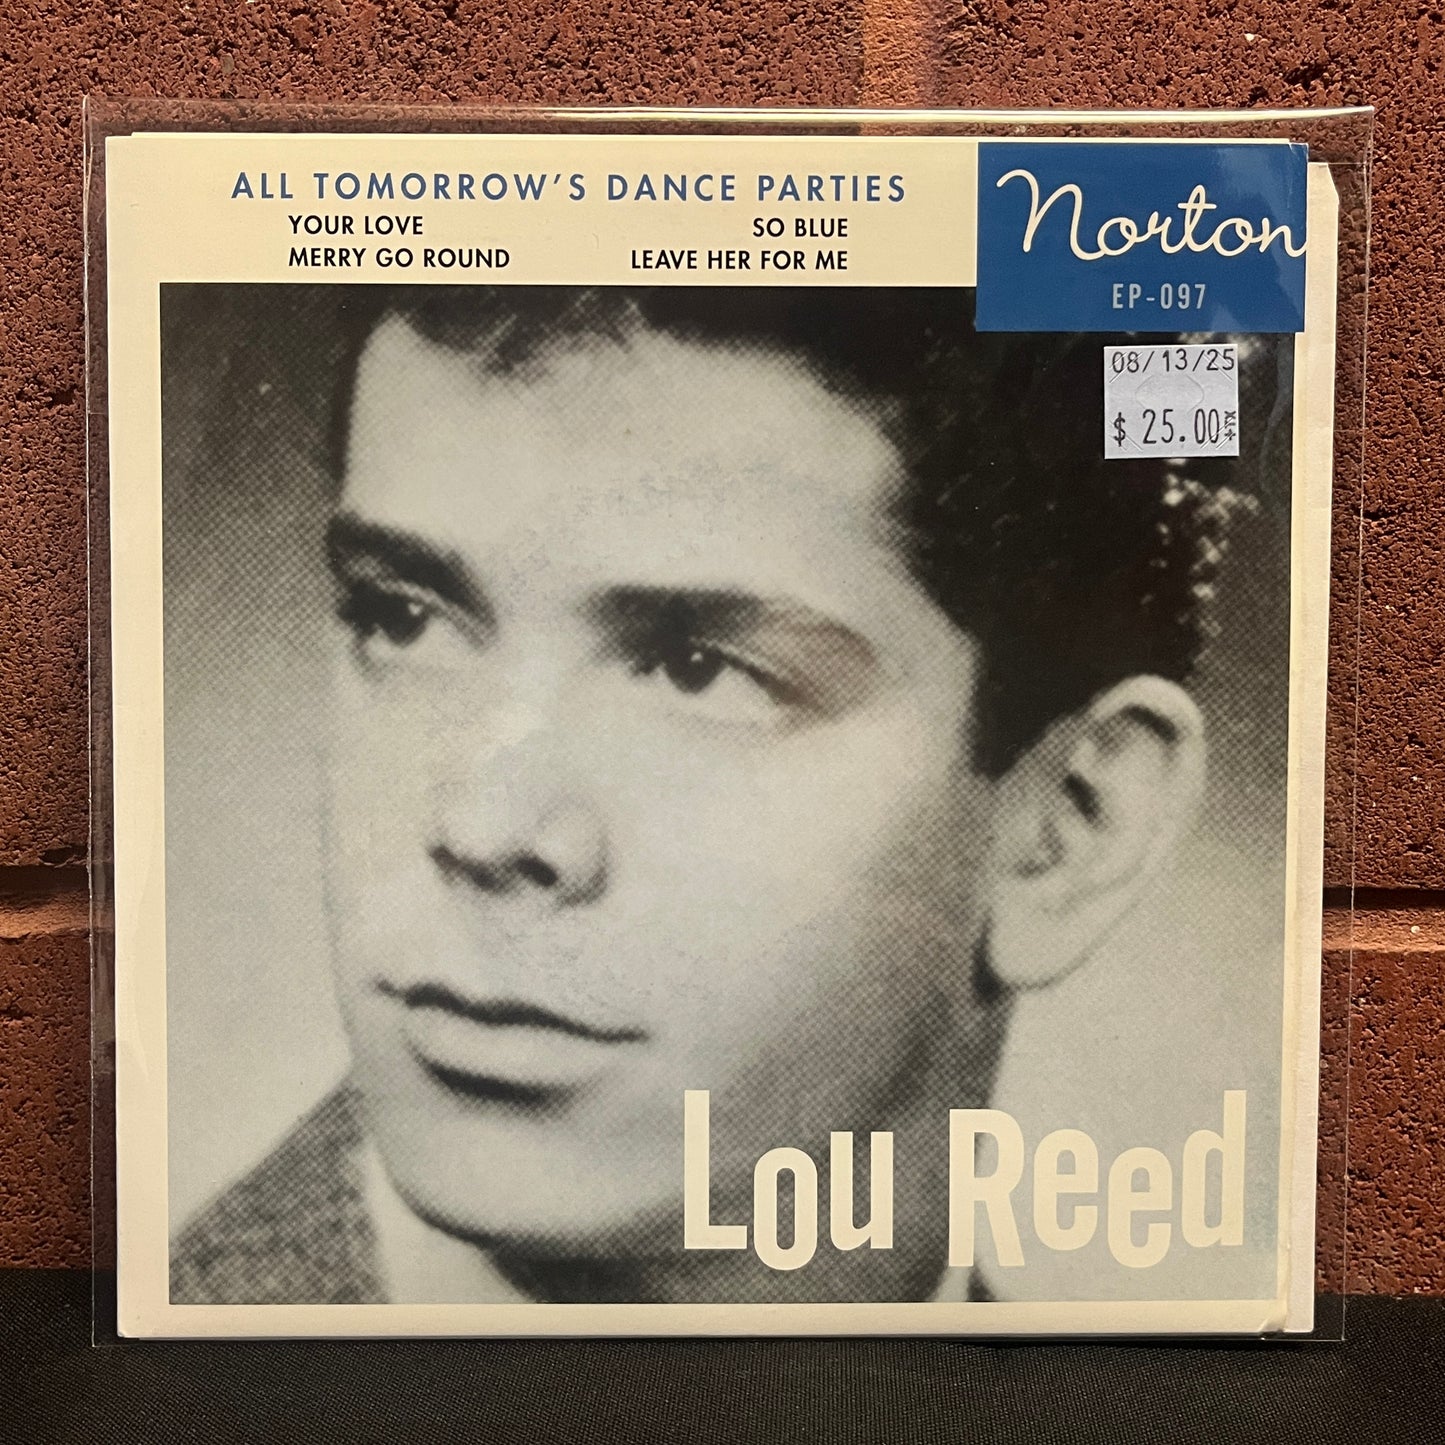 ALL TOMORROW'S DANCE PARTIES
YOUR LOVE
MERRY GO ROUND
SO BLUE
LEAVE HER FOR ME
Norton
EP-097
08/13/25
$ 25.00 +TX
Lou Reed